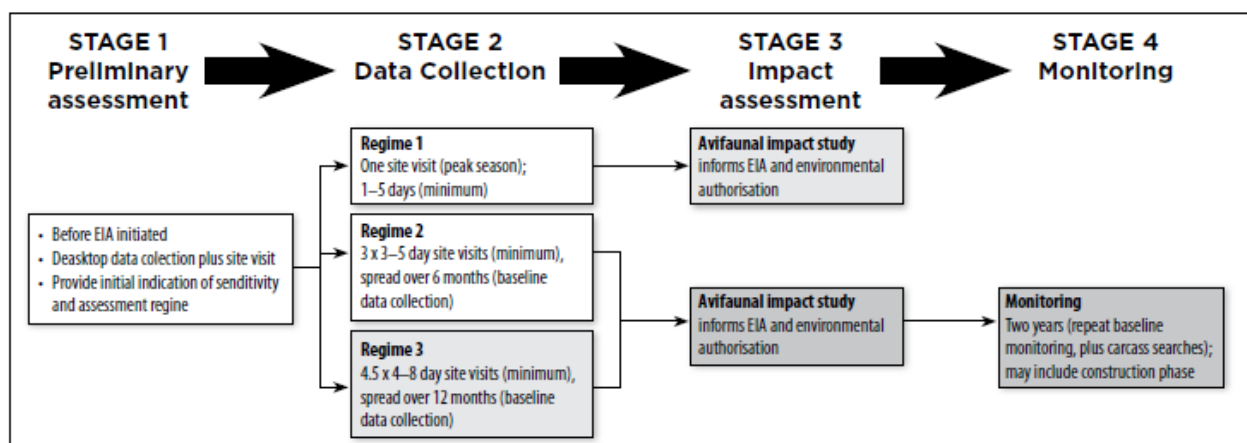 STAGE 1
Preliminary
assessment
STAGE 2
Data Collection
STAGE 3
Impact
assessment
STAGE 4
Monitoring
• Before EIA initiated
• Deasktop data colection plus site visit
• Provide initial indication of senditivity
and assessment regine
Regime 1
One site visit (peak season);
1–5 days (minimum)
Regime 2
3 x 3–5 day site visits (minimum),
spread over 6 months (baseline
data collection)
Regime 3
4.5 x 4–8 day site visits (minimum),
spread over 12 months (baseline
data collection)
Avifaunal impact study
informs EIA and environmental
authorisation
Avifaunal impact study
informs EIA and environmental
authorisation
Monitoring
Two years (repeat baseline
monitoring, plus carcass searches);
may include construction phase